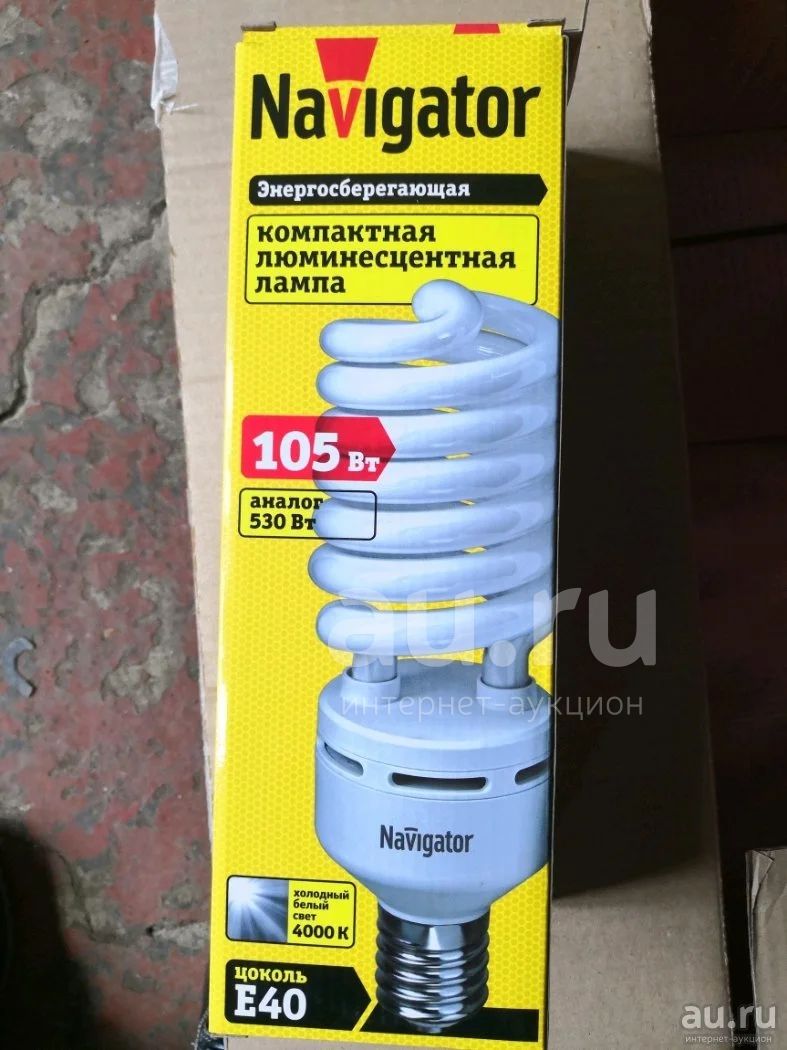 Navigator
Энергосберегающая
компактная
люминесцентная
лампа
105 Вт
аналог
530 Вт
au.ru
интернет-аукцион
Navigator
холодный
белый
свет
4000 К
цоколь
E40
au.ru
интернет-аукцион